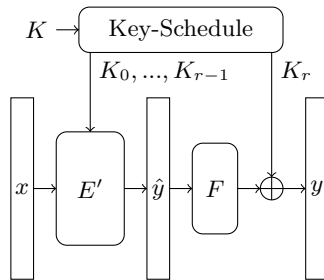 K Key-Schedule
K_0, ..., K_{r-1} K_r
x E′ ŷ F y